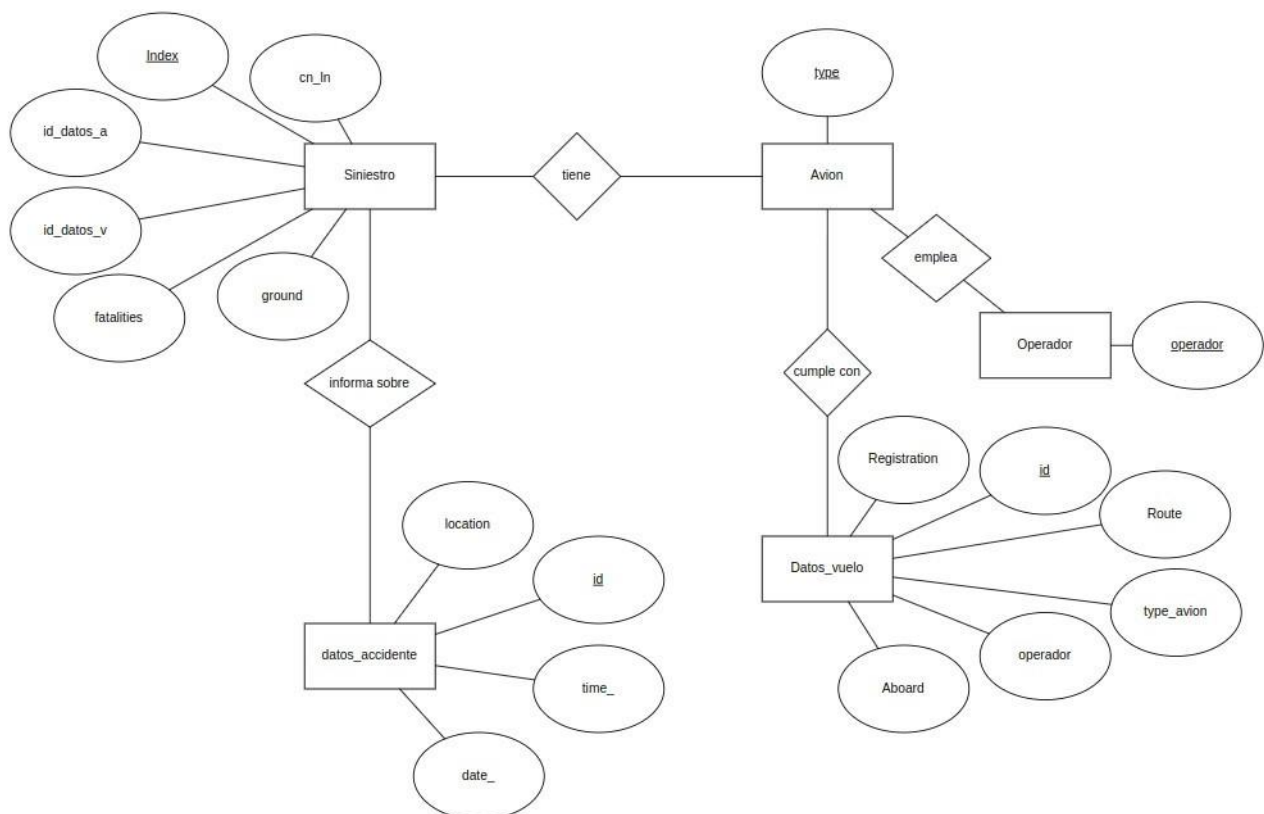 Index
cn_ln
type
id_datos_a
Siniestro
tiene
Avion
id_datos_v
emplea
fatalities
ground
Operador
operador
informa sobre
cumple con
Registration
id
Route
location
Datos_vuelo
id
type_avion
datos_accidente
operador
time_
Aboard
date_